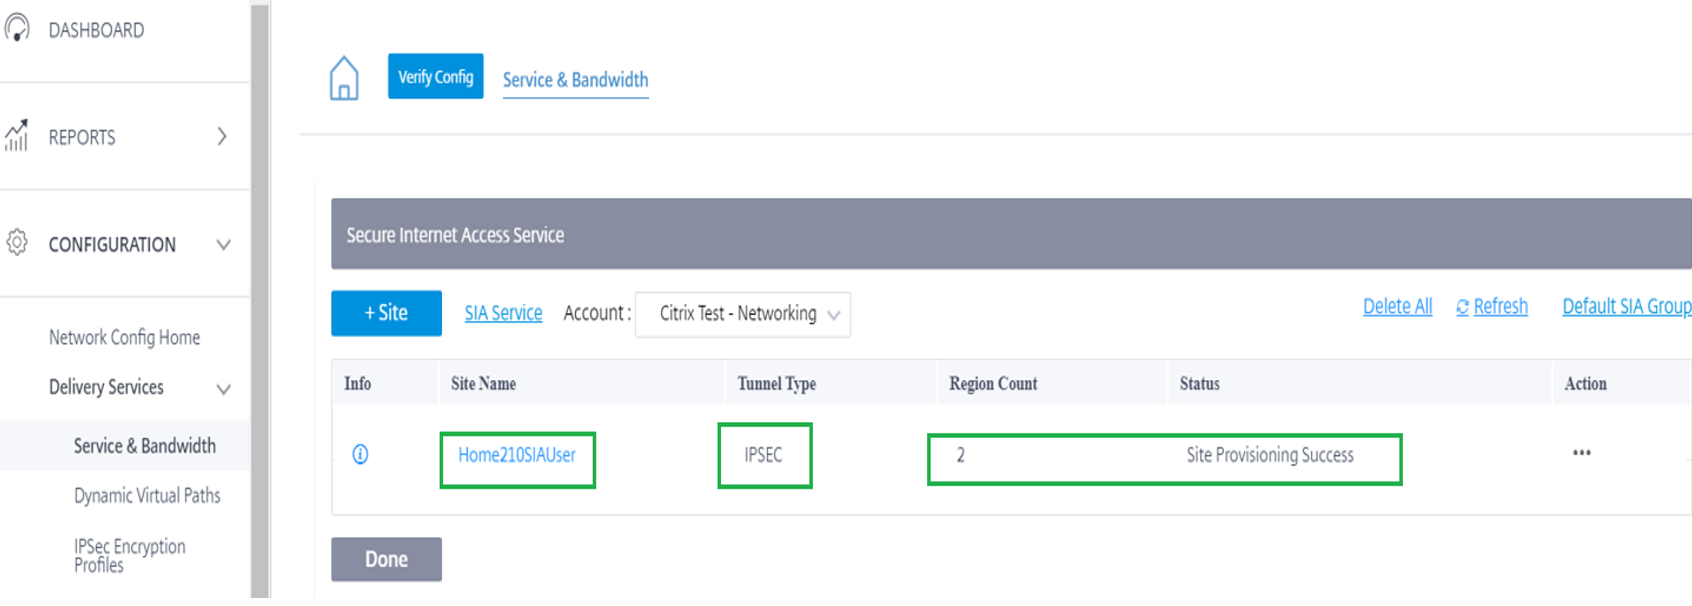 DASHBOARD
REPORTS
CONFIGURATION
Network Config Home
Delivery Services
Service & Bandwidth
Dynamic Virtual Paths
IPSec Encryption
Profiles
Verify Config
Service & Bandwidth
Secure Internet Access Service
+ Site SIA Service Account : Citrix Test - Networking Delete All Refresh Default SIA Group
Info Site Name Tunnel Type Region Count Status Action
Home210SIAUser IPSEC 2 Site Provisioning Success ...
Done